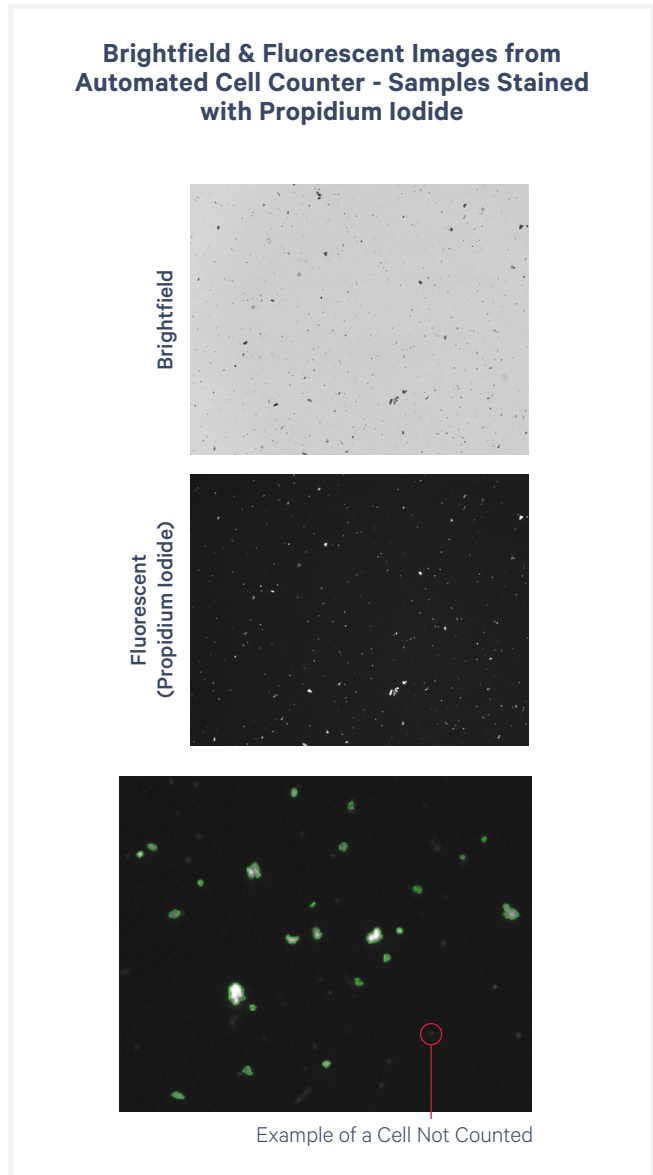 Brightfield & Fluorescent Images from
Automated Cell Counter - Samples Stained
with Propidium Iodide
Brightfield
Fluorescent
(Propidium Iodide)
Example of a Cell Not Counted